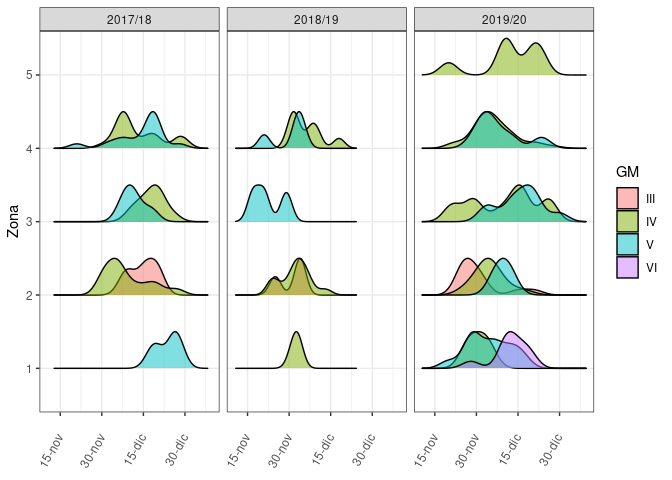 2017/18 2018/19 2019/20
5
4
3
2
1
Zona
GM
III
IV
V
VI
15-nov 30-nov 15-dic 30-dic 15-nov 30-nov 15-dic 30-dic 15-nov 30-nov 15-dic 30-dic